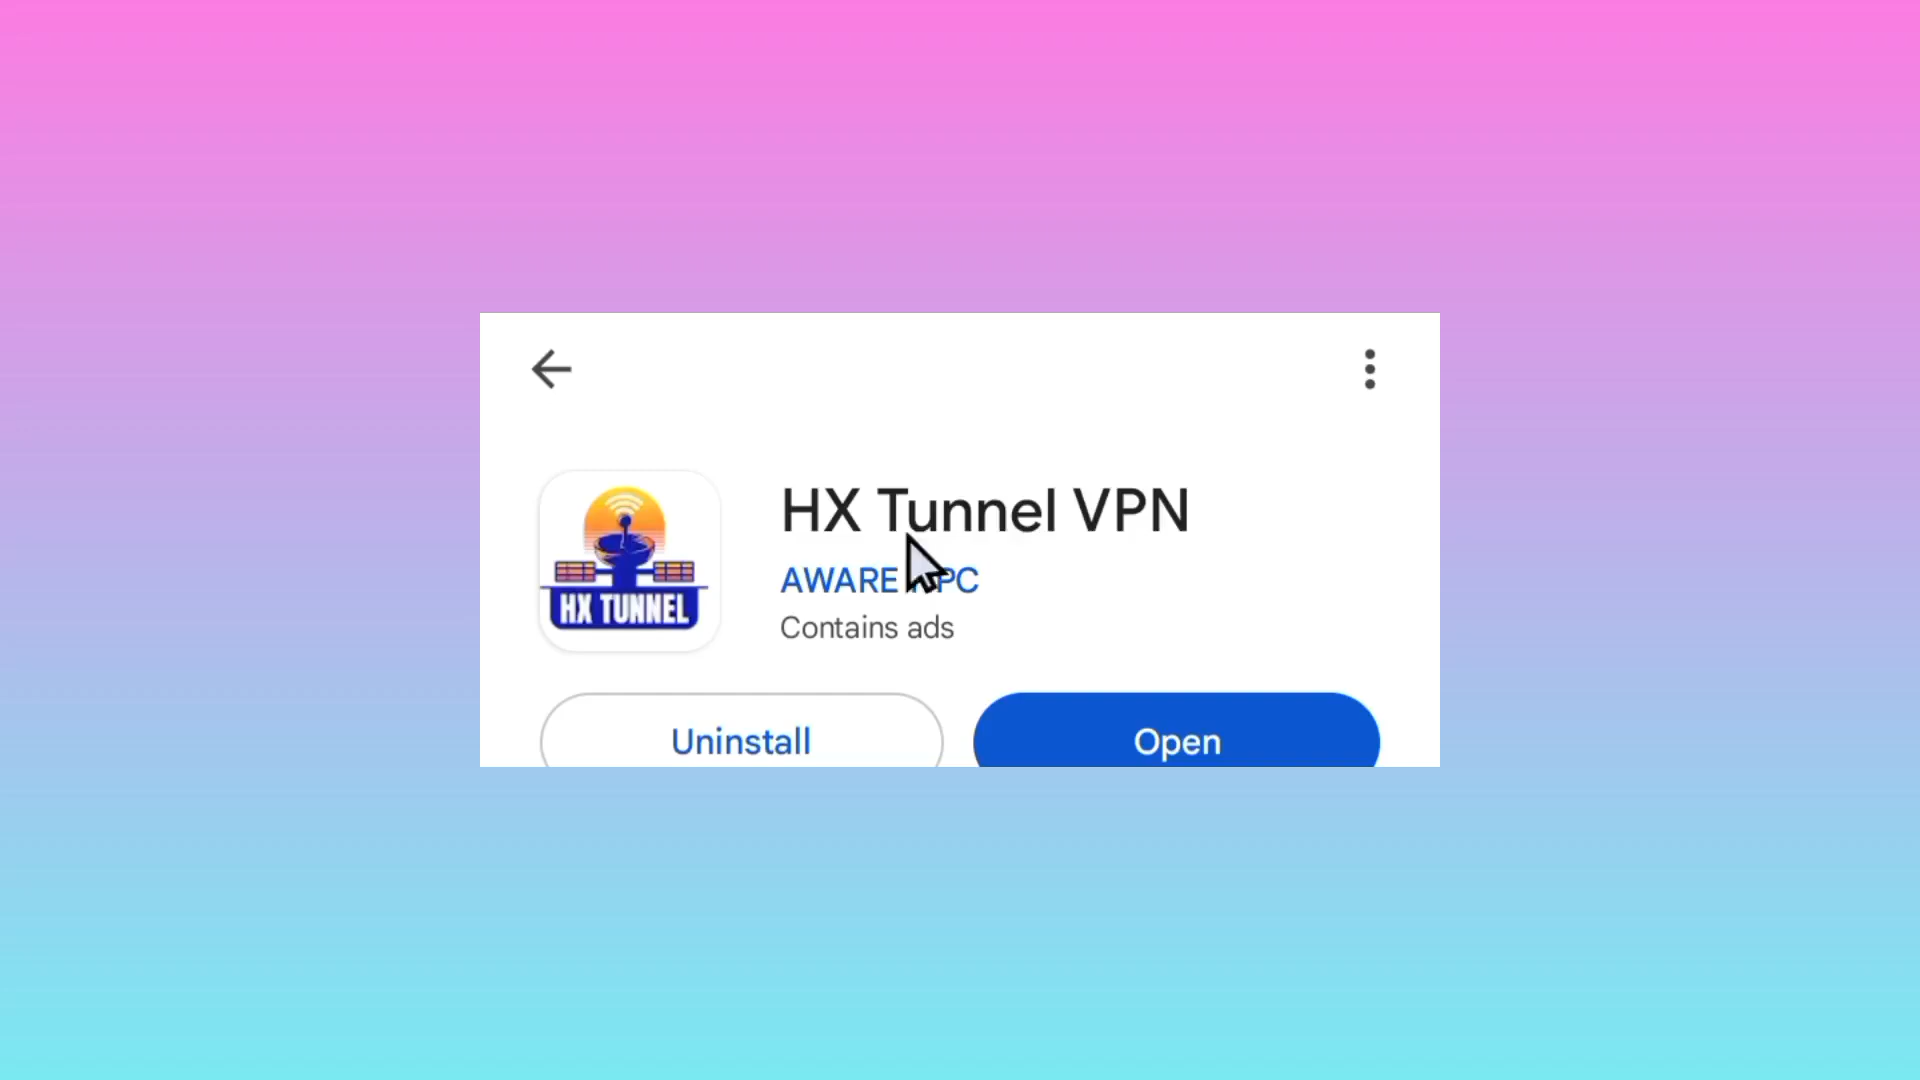 HX Tunnel VPN
HX TUNNEL
AWARE
Contains ads
Uninstall
Open